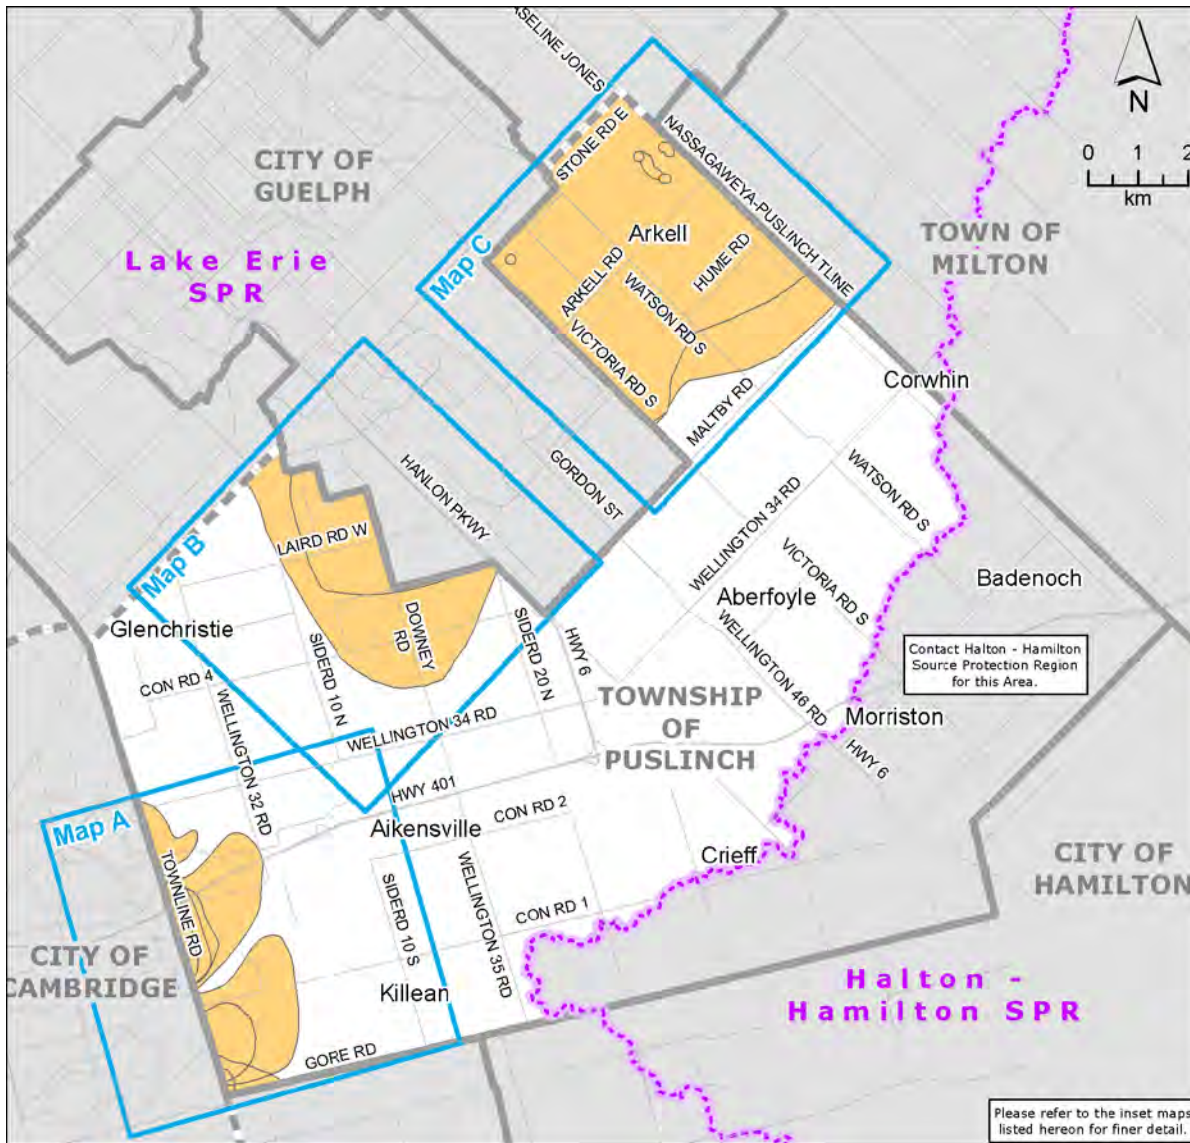 ASELINE JONES
N
0 1 2
km
CITY OF
GUELPH
STONE RD E
NASSAGAWEYA-PUSLINCH TLINE
Lake Erie
SPR
Map C
Arkell
TOWN OF
MILTON
ARKELL RD
HUME RD
WATSON RD S
VICTORIA RD S
Corwhin
MALTBY RD
HANLON PKWY
GORDON ST
WATSON RD S
WELLINGTON 34 RD
LAIRD RD W
Map B
VICTORIA RD S
Badenoch
Aberfoyle
Glenchristie
DOWNEY
RD
SIDERD 10 N
SIDERD 20 N
HWY 6
WELLINGTON 46 RD
Contact Halton - Hamilton
Source Protection Region
for this Area.
CON RD 4
WELLINGTON 32 RD
WELLINGTON 34 RD
TOWNSHIP
OF
PUSLINCH
Morriston
HWY 6
HWY 401
Map A
Aikensville
CON RD 2
Crieff
CITY OF
HAMILTON
TOWNLINE RD
SIDERD 10 S
WELLINGTON 35 RD
CON RD 1
CITY OF
CAMBRIDGE
Killean
Halton -
Hamilton SPR
GORE RD
Please refer to the inset maps
listed hereon for finer detail.